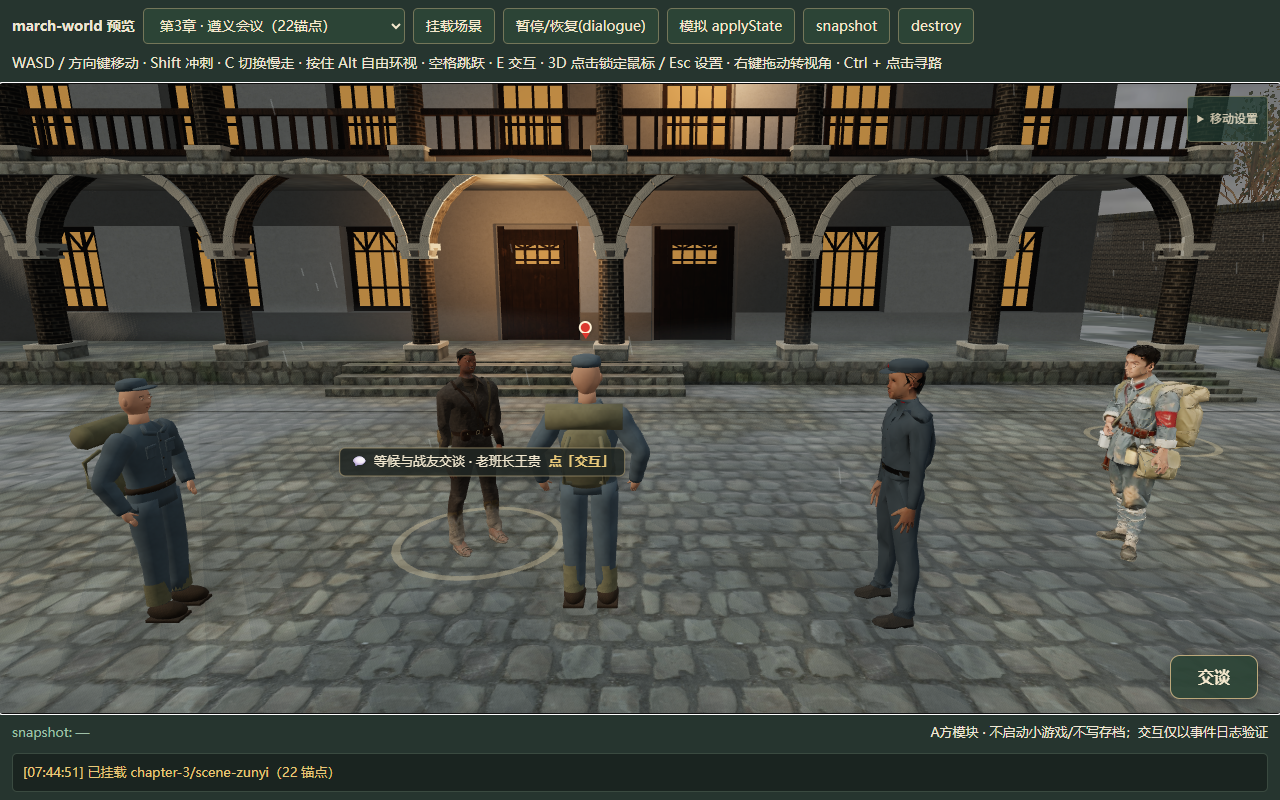 march-world 预览 第3章 · 遵义会议（22锚点） 挂载场景 暂停/恢复(dialogue) 模拟 applyState snapshot destroy
WASD / 方向键移动 · Shift 冲刺 · C 切换慢走 · 按住 Alt 自由环视 · 空格跳跃 · E 交互 · 3D 点击锁定鼠标 / Esc 设置 · 右键拖动转视角 · Ctrl + 点击寻路
▶ 移动设置
💬 等候与战友交谈 · 老班长王贵 点「交互」
交谈
snapshot: —
A方模块 · 不启动小游戏/不写存档；交互仅以事件日志验证
[07:44:51] 已挂载 chapter-3/scene-zunyi（22 锚点）